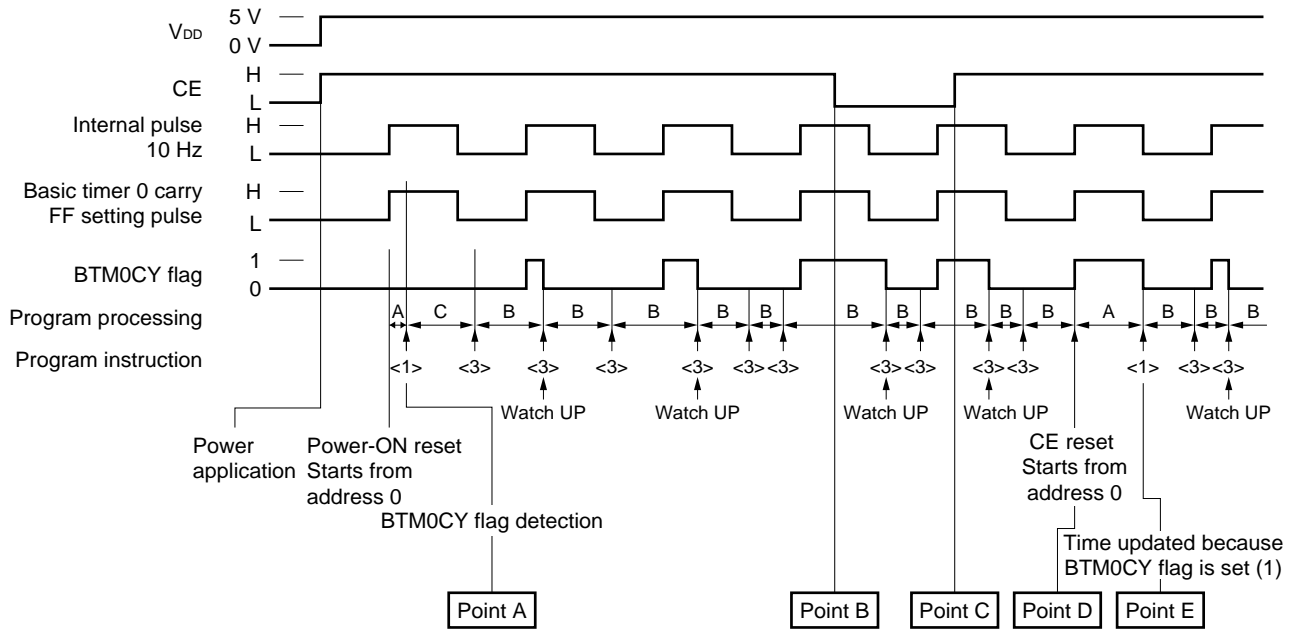 5 V
VDD
0 V
H
CE
L
Internal pulse H
10 Hz L
Basic timer 0 carry H
FF setting pulse L
1
BTM0CY flag
0
Program processing A C B B B B B B B B B B A B B B
Program instruction
<1> <3> <3> <3> <3> <3> <3> <3> <3> <3> <3> <1> <3> <3>
Watch UP Watch UP Watch UP Watch UP Watch UP
Power
application
Power-ON reset
Starts from
address 0
CE reset
Starts from
address 0
BTM0CY flag detection
Time updated because
BTM0CY flag is set (1)
Point A Point B Point C Point D Point E